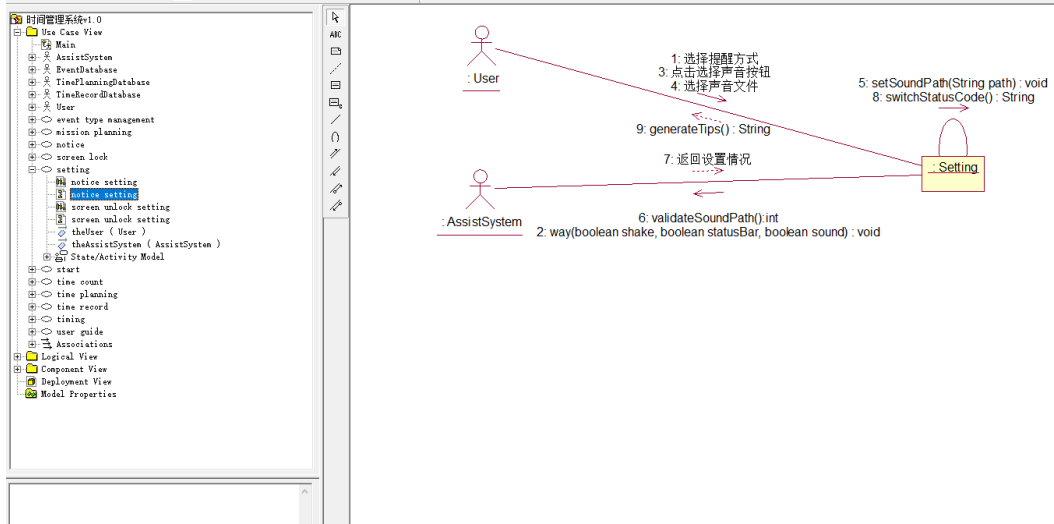 时间管理系统v1.0
Use Case View
Main
AssistSystem
EventDatabase
TimePlanningDatabase
TimeRecordDatabase
User
event type management
mission planning
notice
screen lock
setting
notice setting
notice setting
screen unlock setting
screen unlock setting
theUser ( User )
theAssistSystem ( AssistSystem )
State/Activity Model
start
time count
time planning
time record
timing
user guide
Associations
Logical View
Component View
Deployment View
Model Properties
ABC
: User
1: 选择提醒方式
3: 点击选择声音按钮
4: 选择声音文件
9: generateTips() : String
5: setSoundPath(String path) : void
8: switchStatusCode() : String
: Setting
7: 返回设置情况
: AssistSystem
6: validateSoundPath():int
2: way(boolean shake, boolean statusBar, boolean sound) : void